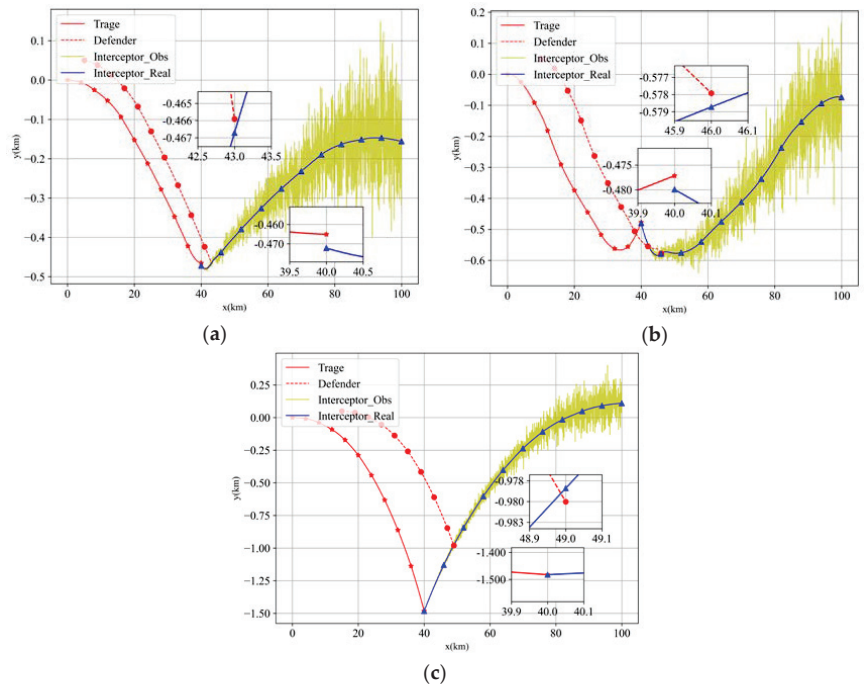 0.1
0.0
−0.1
−0.2
−0.3
−0.4
−0.5
y(km)
Trage
Defender
Interceptor_Obs
Interceptor_Real
−0.465
−0.466
−0.467
42.5 43.0 43.5
−0.460
−0.470
39.5 40.0 40.5
0 20 40 60 80 100
x(km)
(a)
0.2
0.1
0.0
−0.1
−0.2
−0.3
−0.4
−0.5
−0.6
y(km)
Trage
Defender
Interceptor_Obs
Interceptor_Real
−0.577
−0.578
−0.579
45.9 46.0 46.1
−0.475
−0.480
39.9 40.0 40.1
0 20 40 60 80 100
x(km)
(b)
0.25
0.00
−0.25
−0.50
−0.75
−1.00
−1.25
−1.50
y(km)
Trage
Defender
Interceptor_Obs
Interceptor_Real
−0.978
−0.980
−0.983
48.9 49.0 49.1
−1.400
−1.500
39.9 40.0 40.1
0 20 40 60 80 100
x(km)
(c)